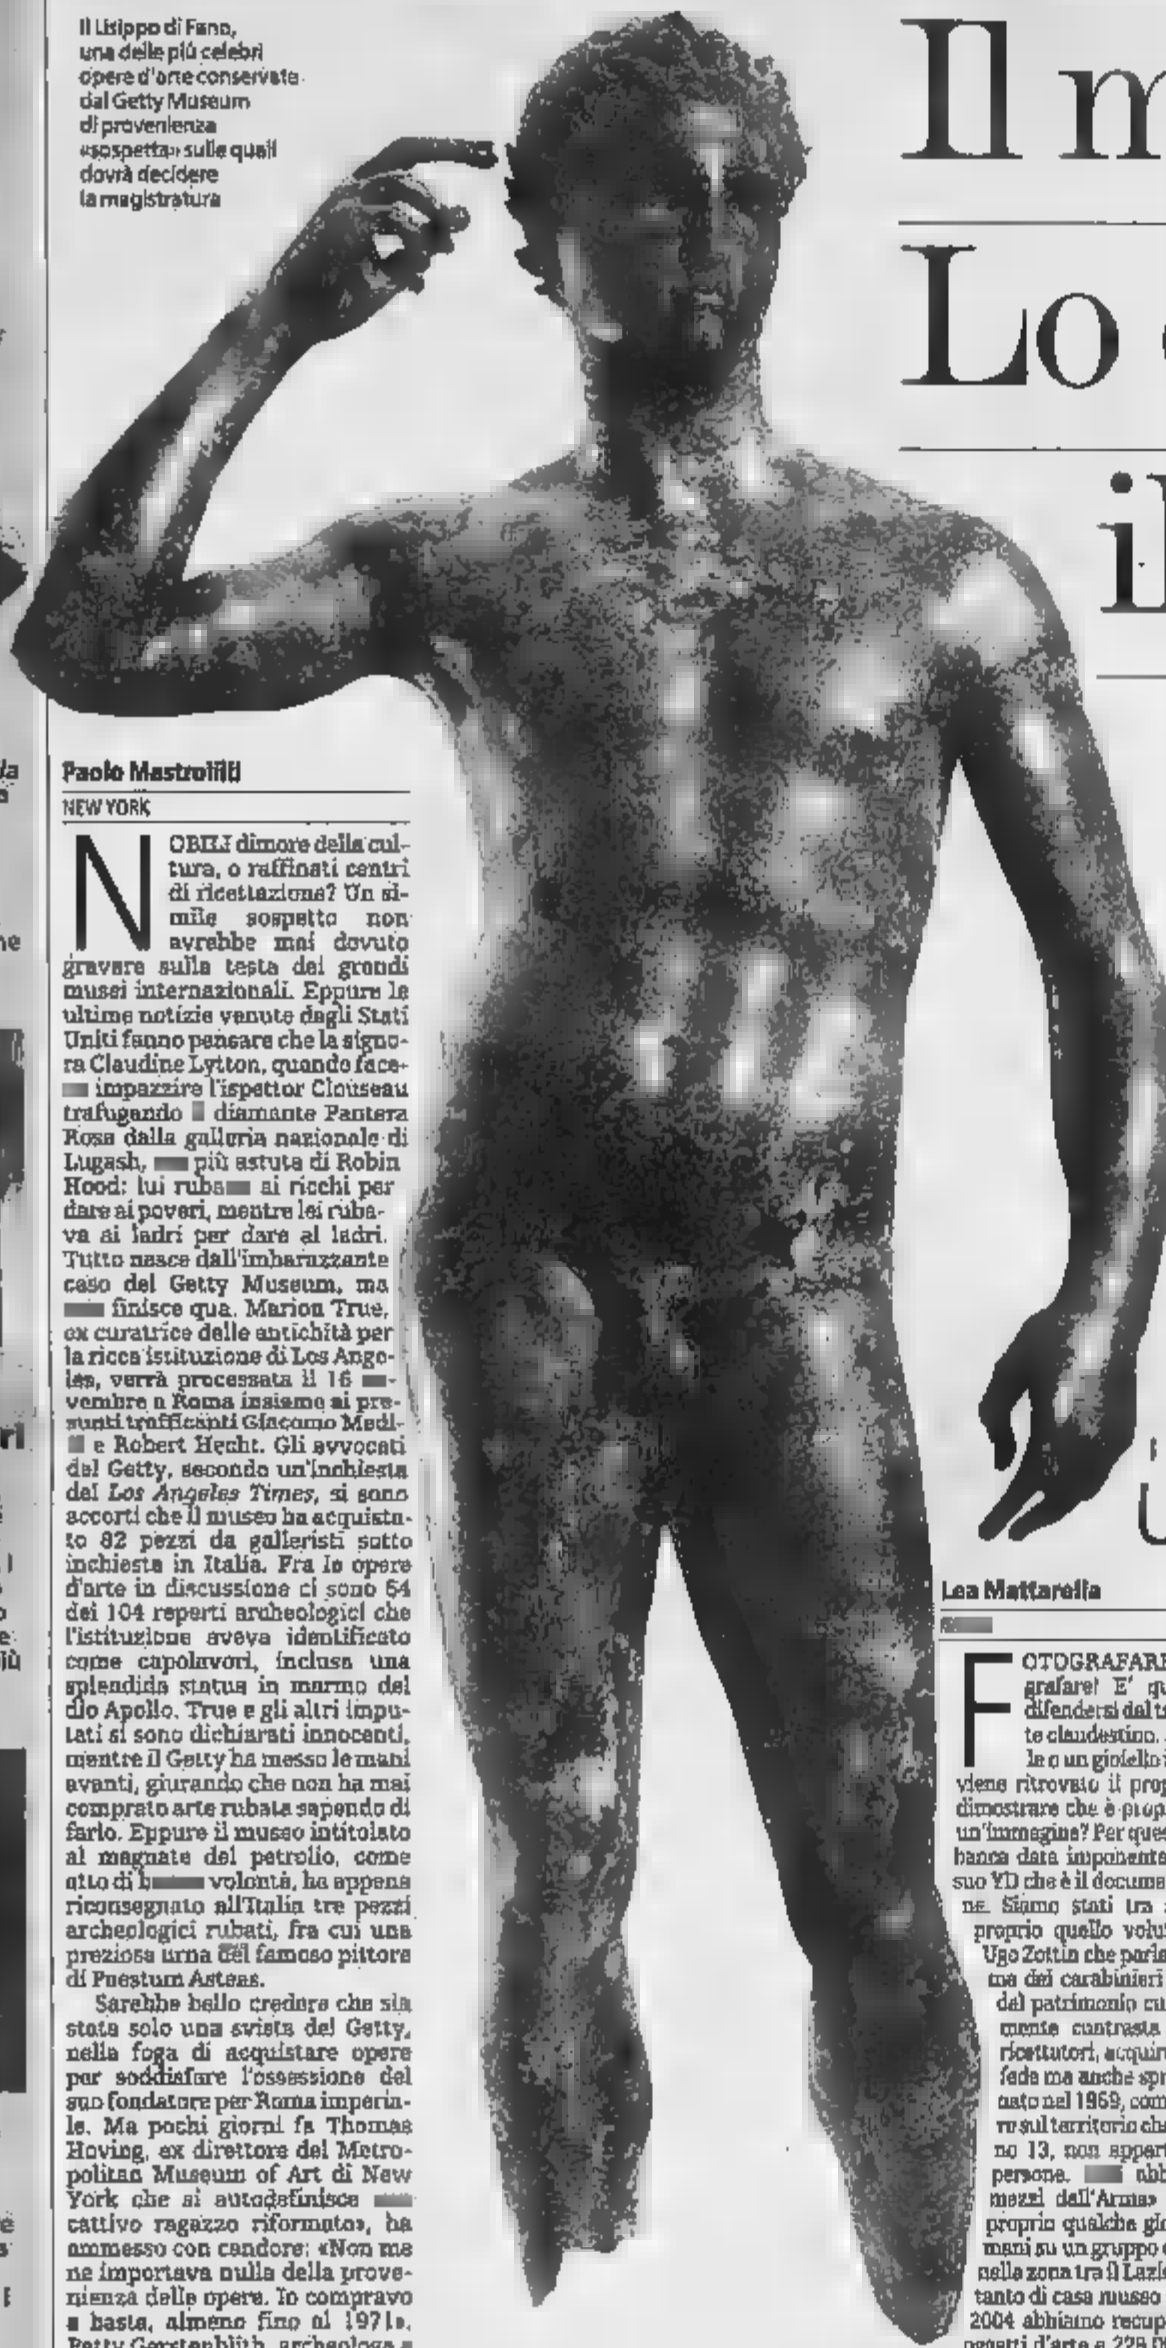 Il Lisippo di Fano,
una delle più celebri
opere d'arte conservate
dal Getty Museum
di provenienza
«sospetta» sulle quali
dovrà decidere
la magistratura
Il
Lo
Paolo Mastrolilli
NEW YORK
NOBILI dimore della cul-
tura, o raffinati centri
di ricettazione? Un si-
mile sospetto non
avrebbe mai dovuto
gravare sulla testa dei grandi
musei internazionali. Eppure le
ultime notizie venute dagli Stati
Uniti fanno pensare che la signo-
ra Claudine Lytton, quando face-
impazzire l'ispettor Clouseau
trafugando diamante Pantera
Rosa dalla galleria nazionale di
Lugash, più astuta di Robin
Hood: lui ai ricchi per
dare ai poveri, mentre lei ruba-
va ai ladri per dare ai ladri.
Tutto nasce dall'imbarazzante
caso del Getty Museum, ma
finisce qua. Marion True,
ex curatrice delle antichità per
la ricca istituzione di Los Ange-
les, verrà processata il 16
vembre a Roma insieme ai pre-
sunti trafficanti Giacomo Medi-
e Robert Hecht. Gli avvocati
del Getty, secondo un'inchiesta
del Los Angeles Times, si sono
accorti che il museo ha acquista-
to 82 pezzi da galleristi sotto
inchiesta in Italia. Fra le opere
d'arte in discussione ci sono 54
dei 104 reperti archeologici che
l'istituzione aveva identificato
come capolavori, inclusa una
splendida statua in marmo del
dio Apollo. True e gli altri impu-
tati si sono dichiarati innocenti,
mentre il Getty ha messo le mani
avanti, giurando che non ha mai
comprato arte rubata sapendo di
farlo. Eppure il museo intitolato
al magnate del petrolio, come
atto di volontà, ha appena
riconsegnato all'Italia tre pezzi
archeologici rubati, fra cui una
preziosa urna del famoso pittore
di Paestum Asteas.
Sarebbe bello credere che sia
stata solo una svista del Getty,
nella foga di acquistare opere
per soddisfare l'ossessione del
suo fondatore per Roma imperia-
le. Ma pochi giorni fa Thomas
Hoving, ex direttore del Metro-
politan Museum of Art di New
York che si autodefinisce
cattivo ragazzo riformato», ha
ammesso con candore: «Non me
ne importava nulla della prove-
nienza delle opere. Io compravo
e basta, almeno fino al 1971».
Patty Gerstenblith, archeologa e
Lea Mattarella
FOTOGRAFARE
grafare! E' qu
difendersi dal
te clandestino.
le o un gioiello
viene ritrovato il prop
dimostrare che è prop
un'immagine? Per que
banca data imponente
suo YD che è il docume
ne. Siamo stati tra
proprio quello volu
Ugo Zottin che parla
ma dei carabinieri
del patrimonio cu
mente contrasta
ricettatori, acquir
fede ma anche spr
nato nel 1969, com
re sul territorio
no 13, non appart
persone. abb
mezzi dell'Arma»
proprio qualche gio
mani su un gruppo
nella zona tra il Lazi
tanto di casa museo
2004 abbiamo recup
oggetti d'arte e